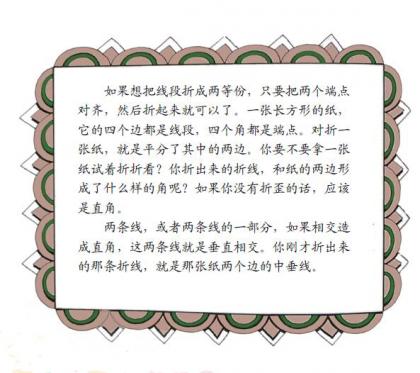 如果想把线段折成两等份，只要把两个端点
对齐，然后折起来就可以了。一张长方形的纸，
它的四个边都是线段，四个角都是端点。对折一
张纸，就是平分了其中的两边。你要不要拿一张
纸试着折折看？你折出来的折线，和纸的两边形
成了什么样的角呢？如果你没有折歪的话，应该
是直角。
两条线，或者两条线的一部分，如果相交造
成直角，这两条线就是垂直相交。你刚才折出来
的那条折线，就是那张纸两个边的中垂线。